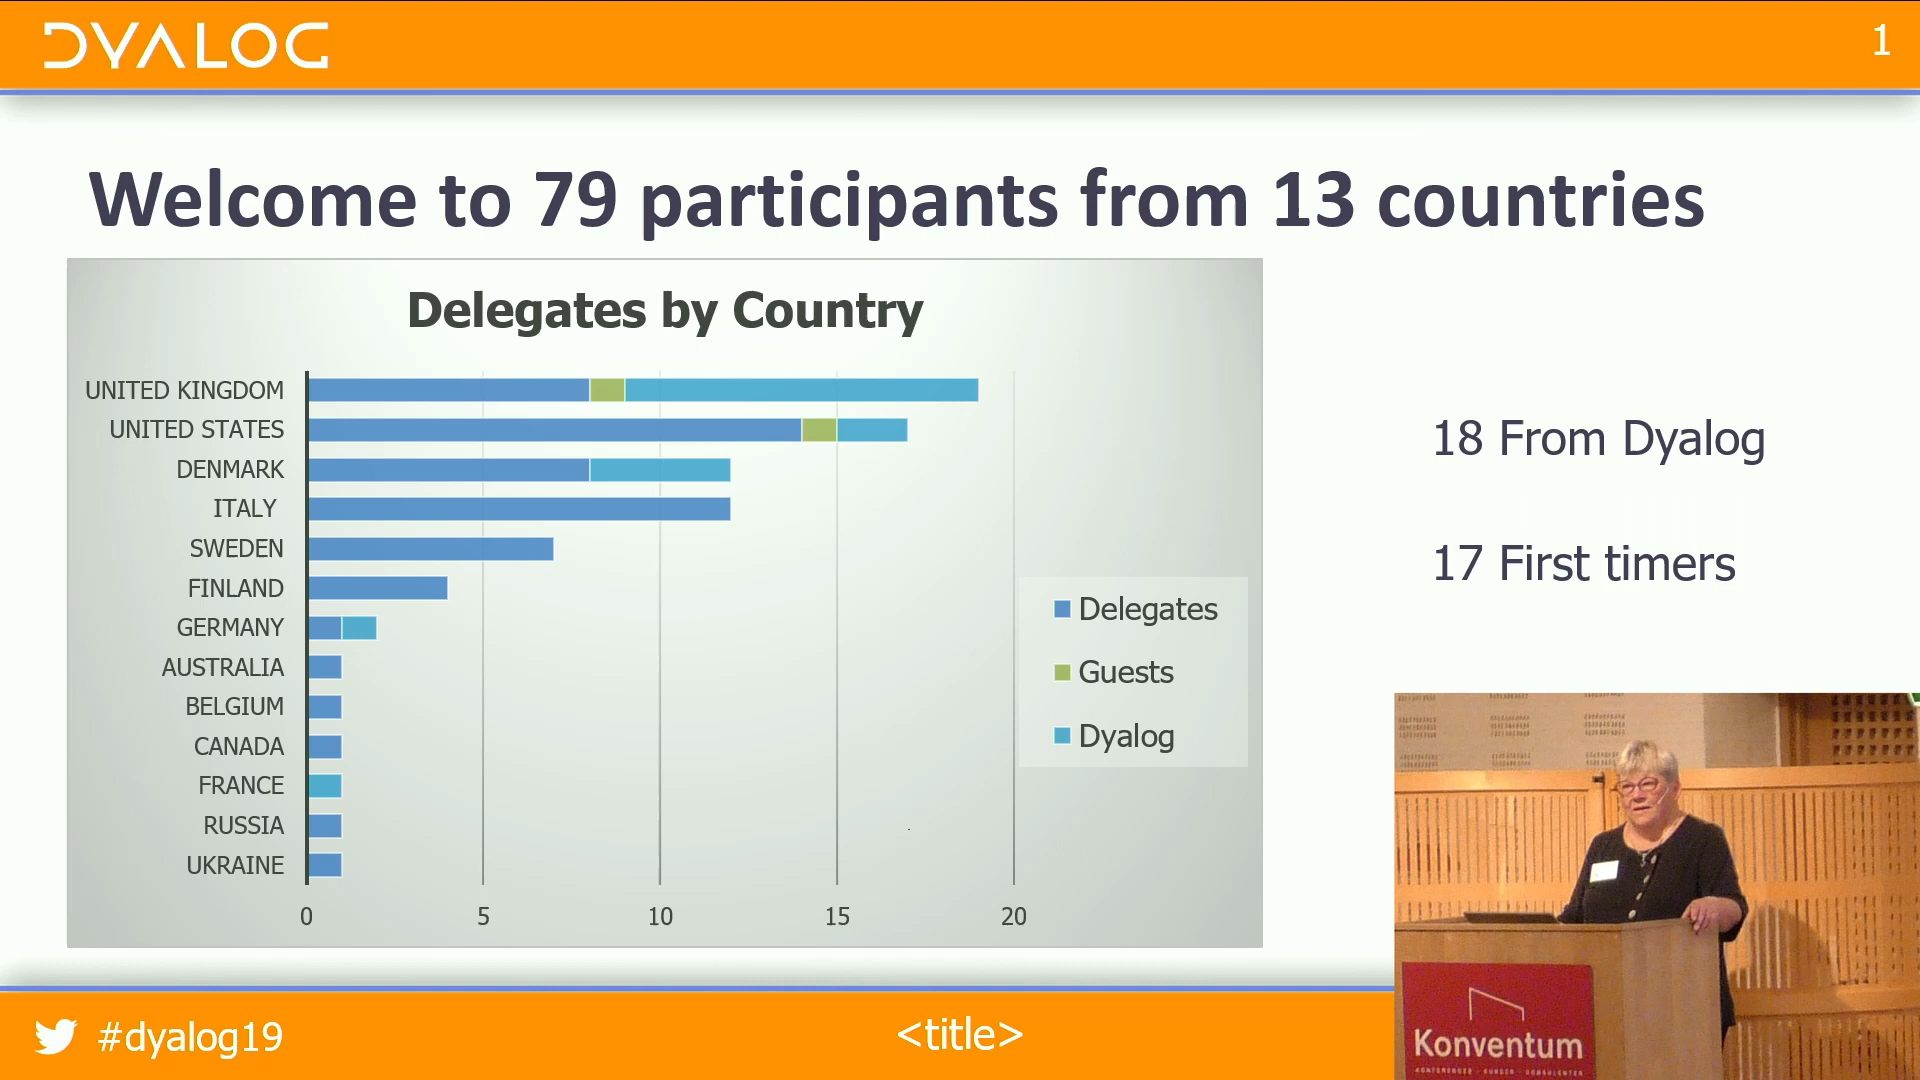 DYALOG
1
Welcome to 79 participants from 13 countries
Delegates by Country
UNITED KINGDOM
UNITED STATES
DENMARK
ITALY
SWEDEN
FINLAND
GERMANY
AUSTRALIA
BELGIUM
CANADA
FRANCE
RUSSIA
UKRAINE
0 5 10 15 20
Delegates
Guests
Dyalog
18 From Dyalog
17 First timers
Konventum
#dyalog19
<title>